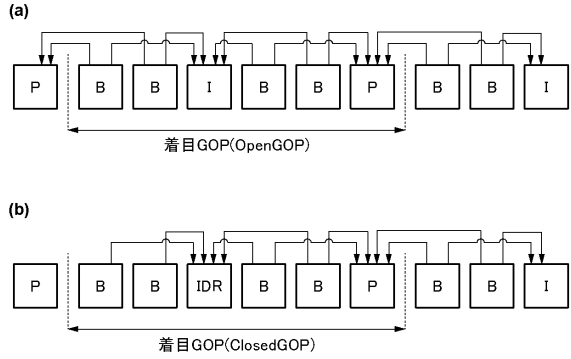 (a)
P B B I B B P B B I
着目GOP(OpenGOP)
(b)
P B B IDR B B P B B I
着目GOP(ClosedGOP)